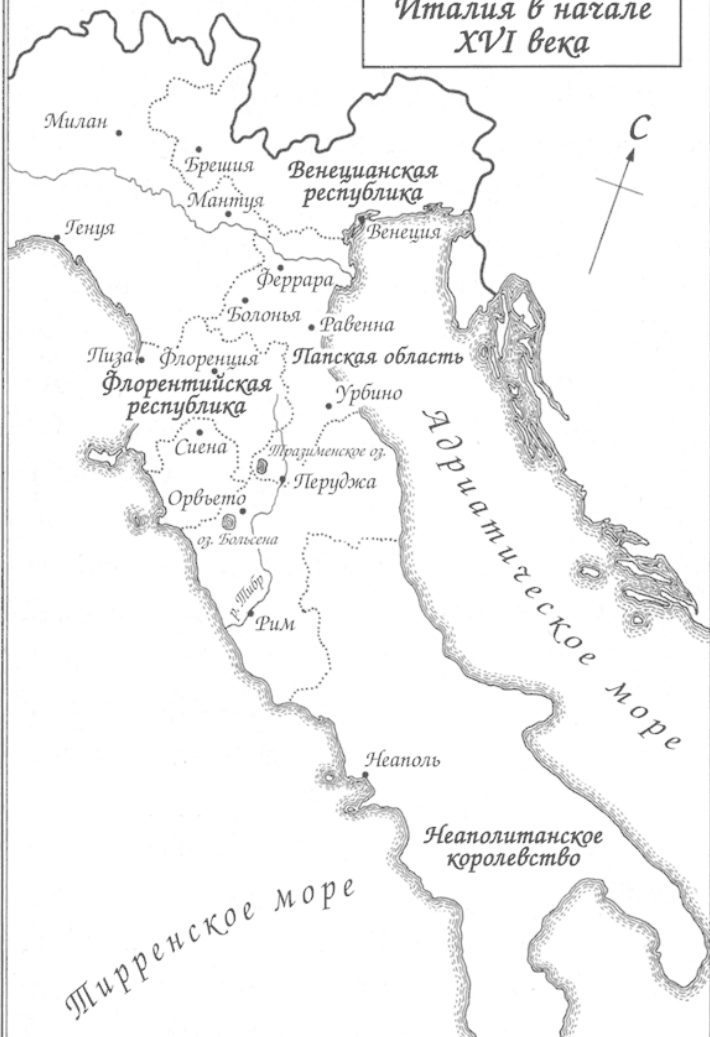 Италия в начале
XVI века
С
Милан
Брешия
Мантуя
Венецианская
республика
Венеция
Генуя
Феррара
Болонья
Равенна
Пиза
Флоренция
Папская область
Флорентийская
республика
Урбино
Сиена
Тразименское оз.
Перуджа
Орвьето
оз. Больсена
р. Тибр
Рим
Адриатическое море
Неаполь
Неаполитанское
королевство
Тирренское море